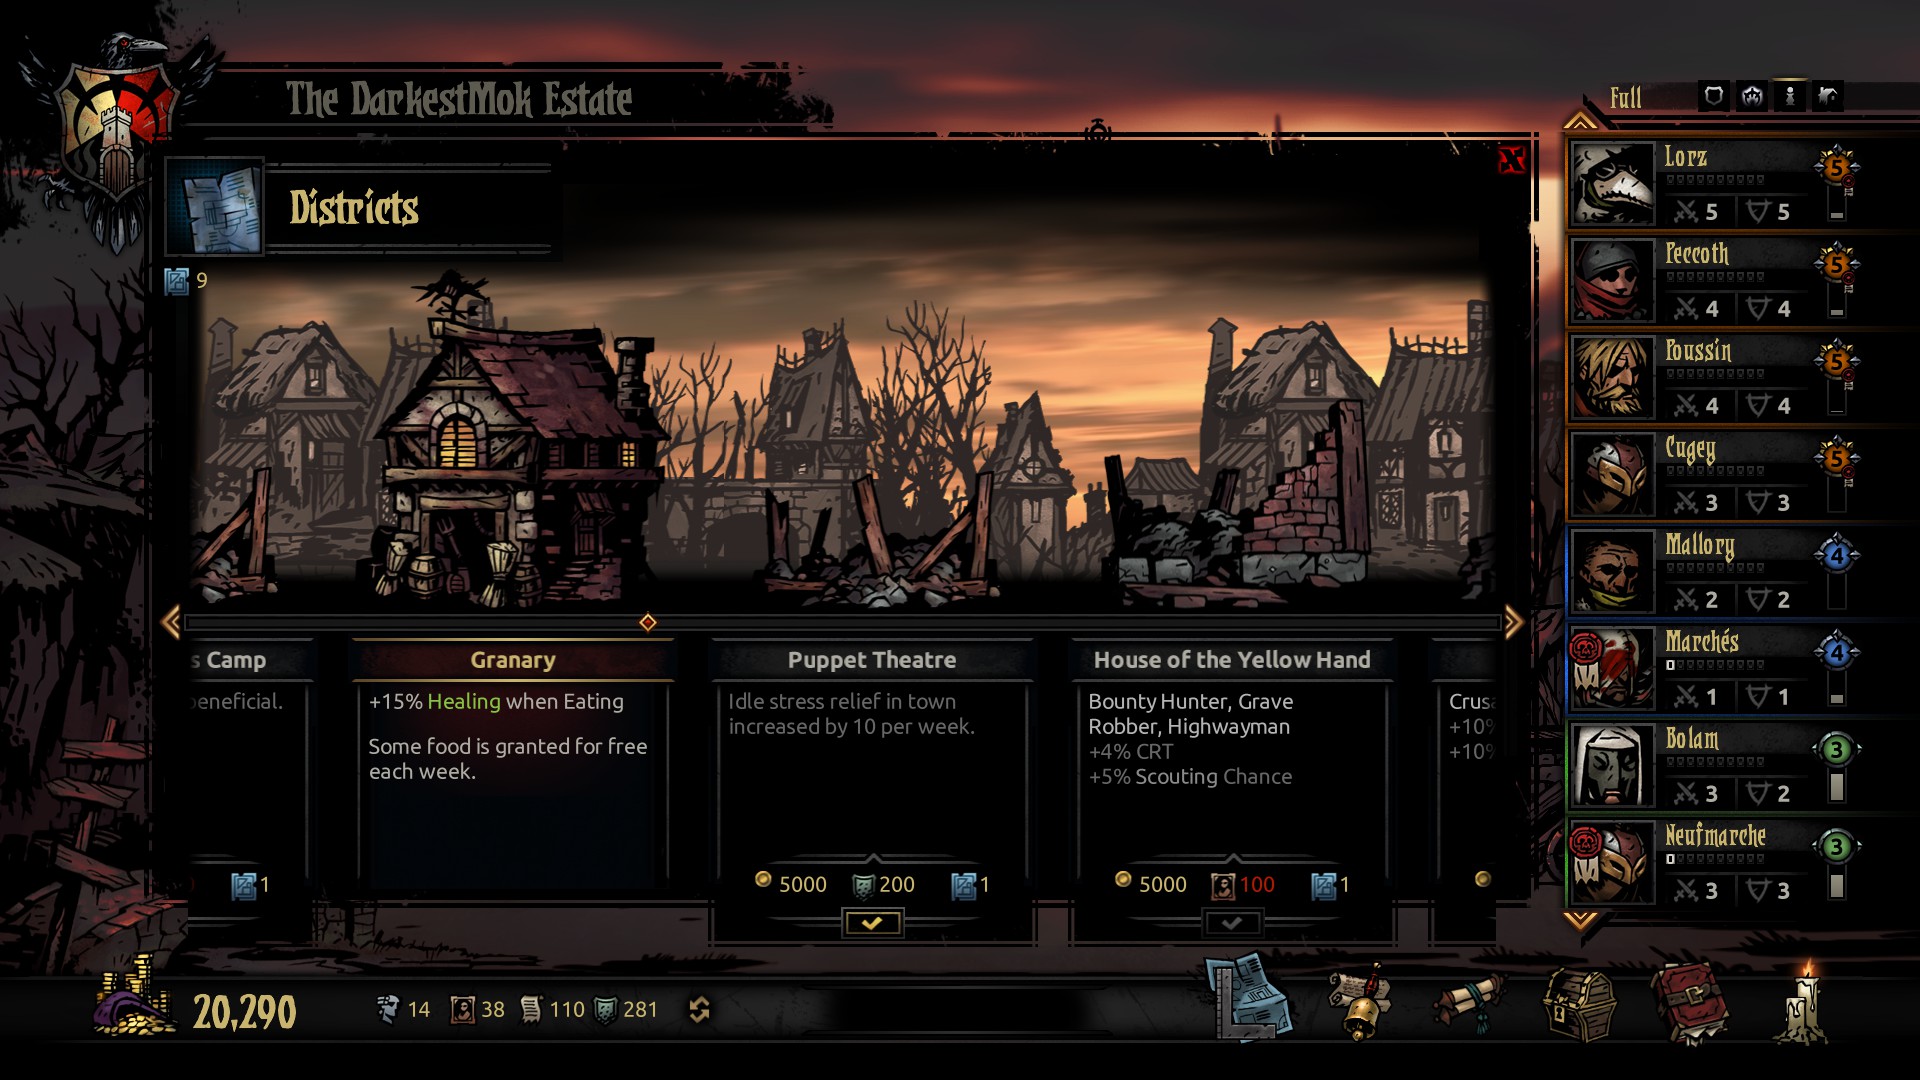 The DarkestMok Estate
Full
Districts
9
s Camp
beneficial.
1
Granary
+15% Healing when Eating
Some food is granted for free
each week.
Puppet Theatre
Idle stress relief in town
increased by 10 per week.
5000 200 1
House of the Yellow Hand
Bounty Hunter, Grave
Robber, Highwayman
+4% CRT
+5% Scouting Chance
5000 100 1
Crusa
+10%
+10%
Lorz 5
5 5
Peccoth 5
4 4
Poussin 5
4 4
Cugey 5
3 3
Mallory 4
2 2
Marchés 4
1 1
Bolam 3
3 2
Neufmarche 3
3 3
20,290 14 38 110 281